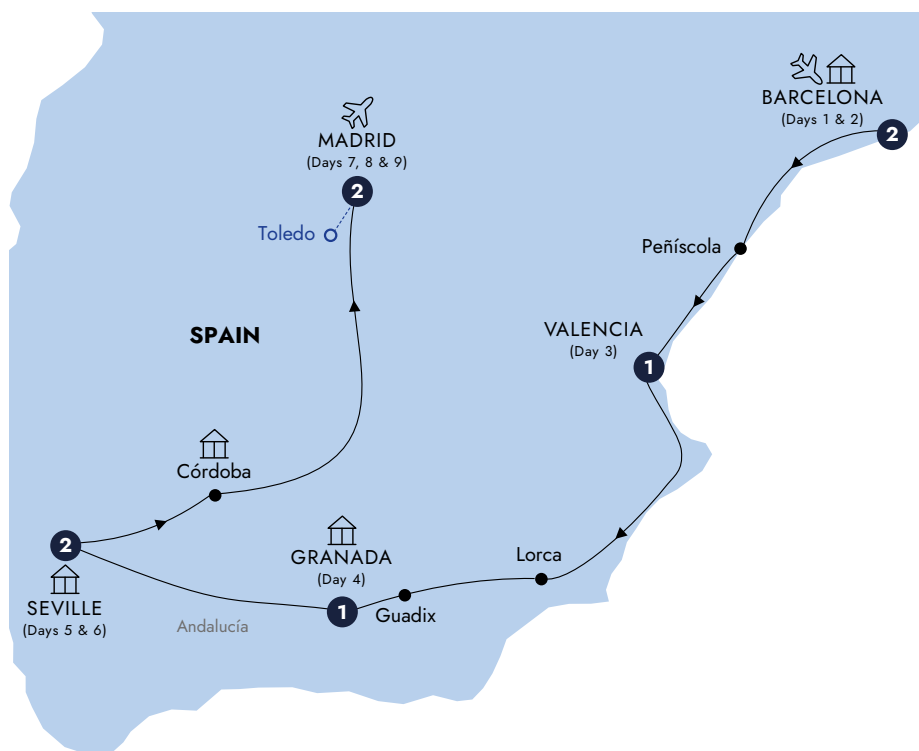 BARCELONA
(Days 1 & 2)
2
MADRID
(Days 7, 8 & 9)
2
Toledo
Peñíscola
SPAIN
VALENCIA
(Day 3)
1
Córdoba
2
SEVILLE
(Days 5 & 6)
GRANADA
(Day 4)
1
Lorca
Guadix
Andalucía